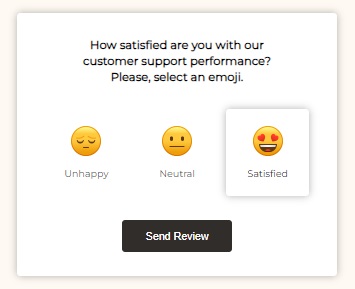 How satisfied are you with our
customer support performance?
Please, select an emoji.
Unhappy
Neutral
Satisfied
Send Review